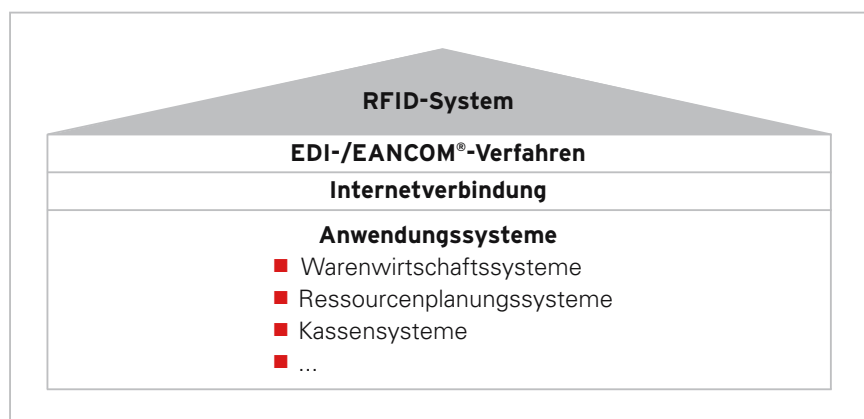 RFID-System
EDI-/EANCOM®-Verfahren
Internetverbindung
Anwendungssysteme
■ Warenwirtschaftssysteme
■ Ressourcenplanungssysteme
■ Kassensysteme
■ ...